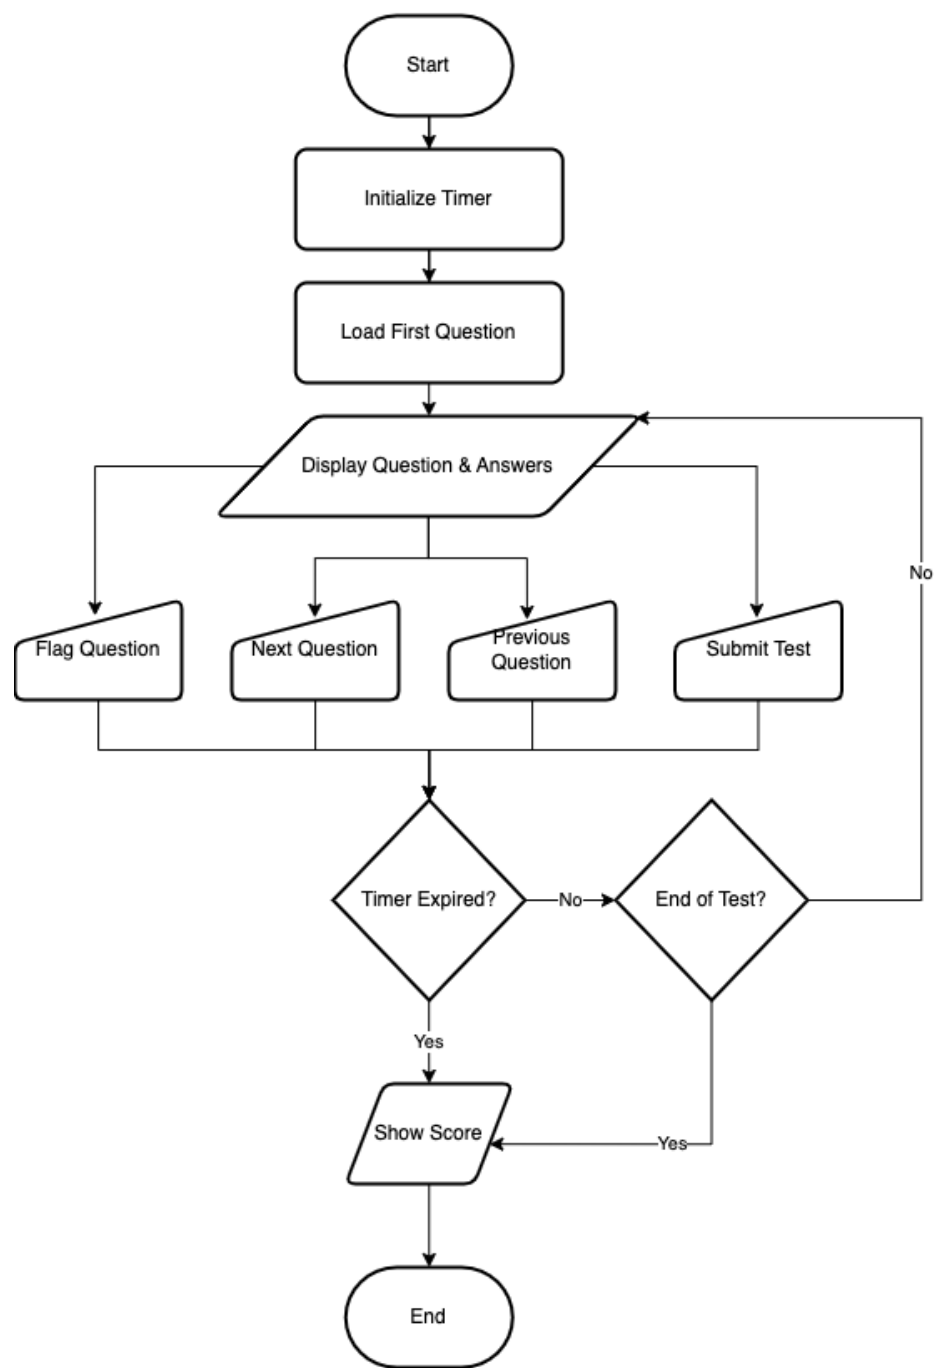 Start
Initialize Timer
Load First Question
Display Question & Answers
No
Flag Question
Next Question
Previous
Question
Submit Test
Timer Expired?
No
End of Test?
Yes
Show Score
Yes
End